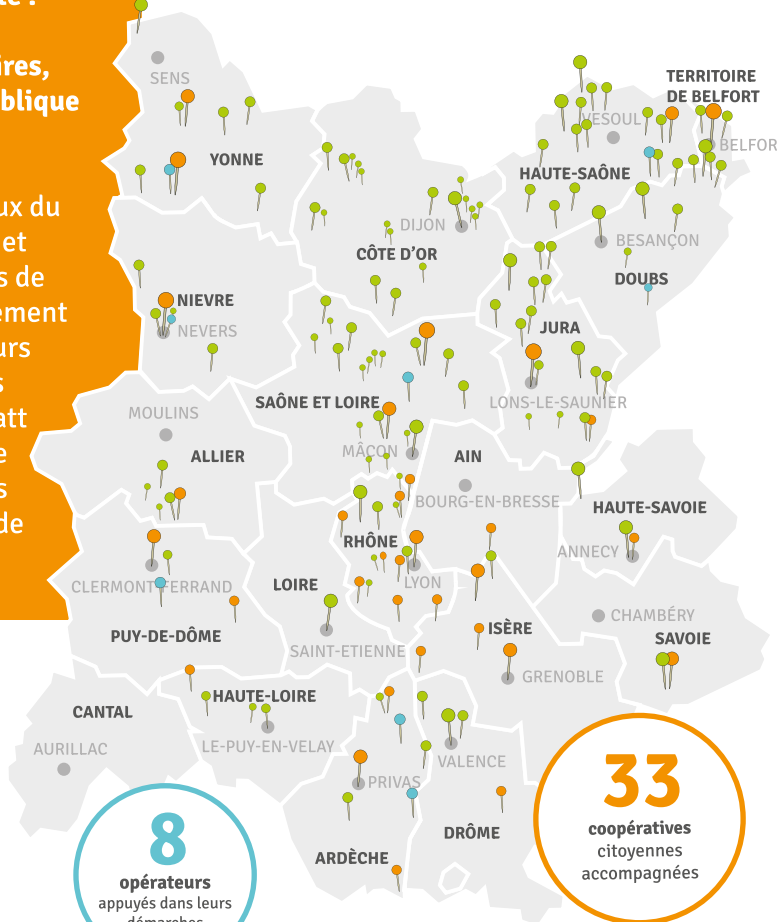 ires,
blique
ux du
et
s de
ement
urs
s
att
e
s
de
SENS
YONNE
TERRITOIRE
DE BELFORT
VESOUL
BELFOR
HAUTE-SAÔNE
DIJON
CÔTE D'OR
BESANÇON
DOUBS
NIEVRE
NEVERS
JURA
LONS-LE-SAUNIER
SAÔNE ET LOIRE
MOULINS
ALLIER
MÂCON
AIN
BOURG-EN-BRESSE
HAUTE-SAVOIE
ANNECY
RHÔNE
LYON
CLERMONT-FERRAND
LOIRE
PUY-DE-DÔME
SAINT-ETIENNE
ISÈRE
GRENOBLE
CHAMBÉRY
SAVOIE
CANTAL
AURILLAC
HAUTE-LOIRE
LE-PUY-EN-VELAY
VALENCE
PRIVAS
DRÔME
ARDÈCHE
8
opérateurs
appuyés dans leurs
démarches
33
coopératives
citoyennes
accompagnées